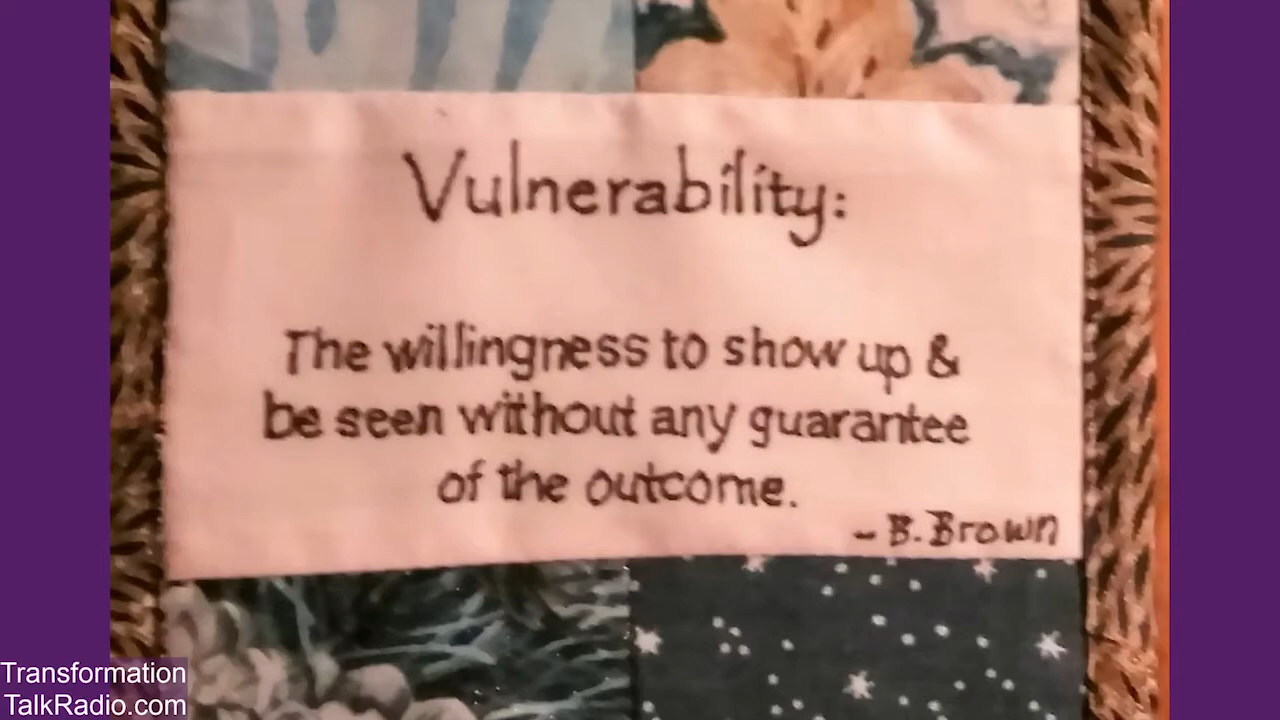 Vulnerability:
The willingness to show up &
be seen without any guarantee
of the outcome.
- B. Brown
Transformation
TalkRadio.com